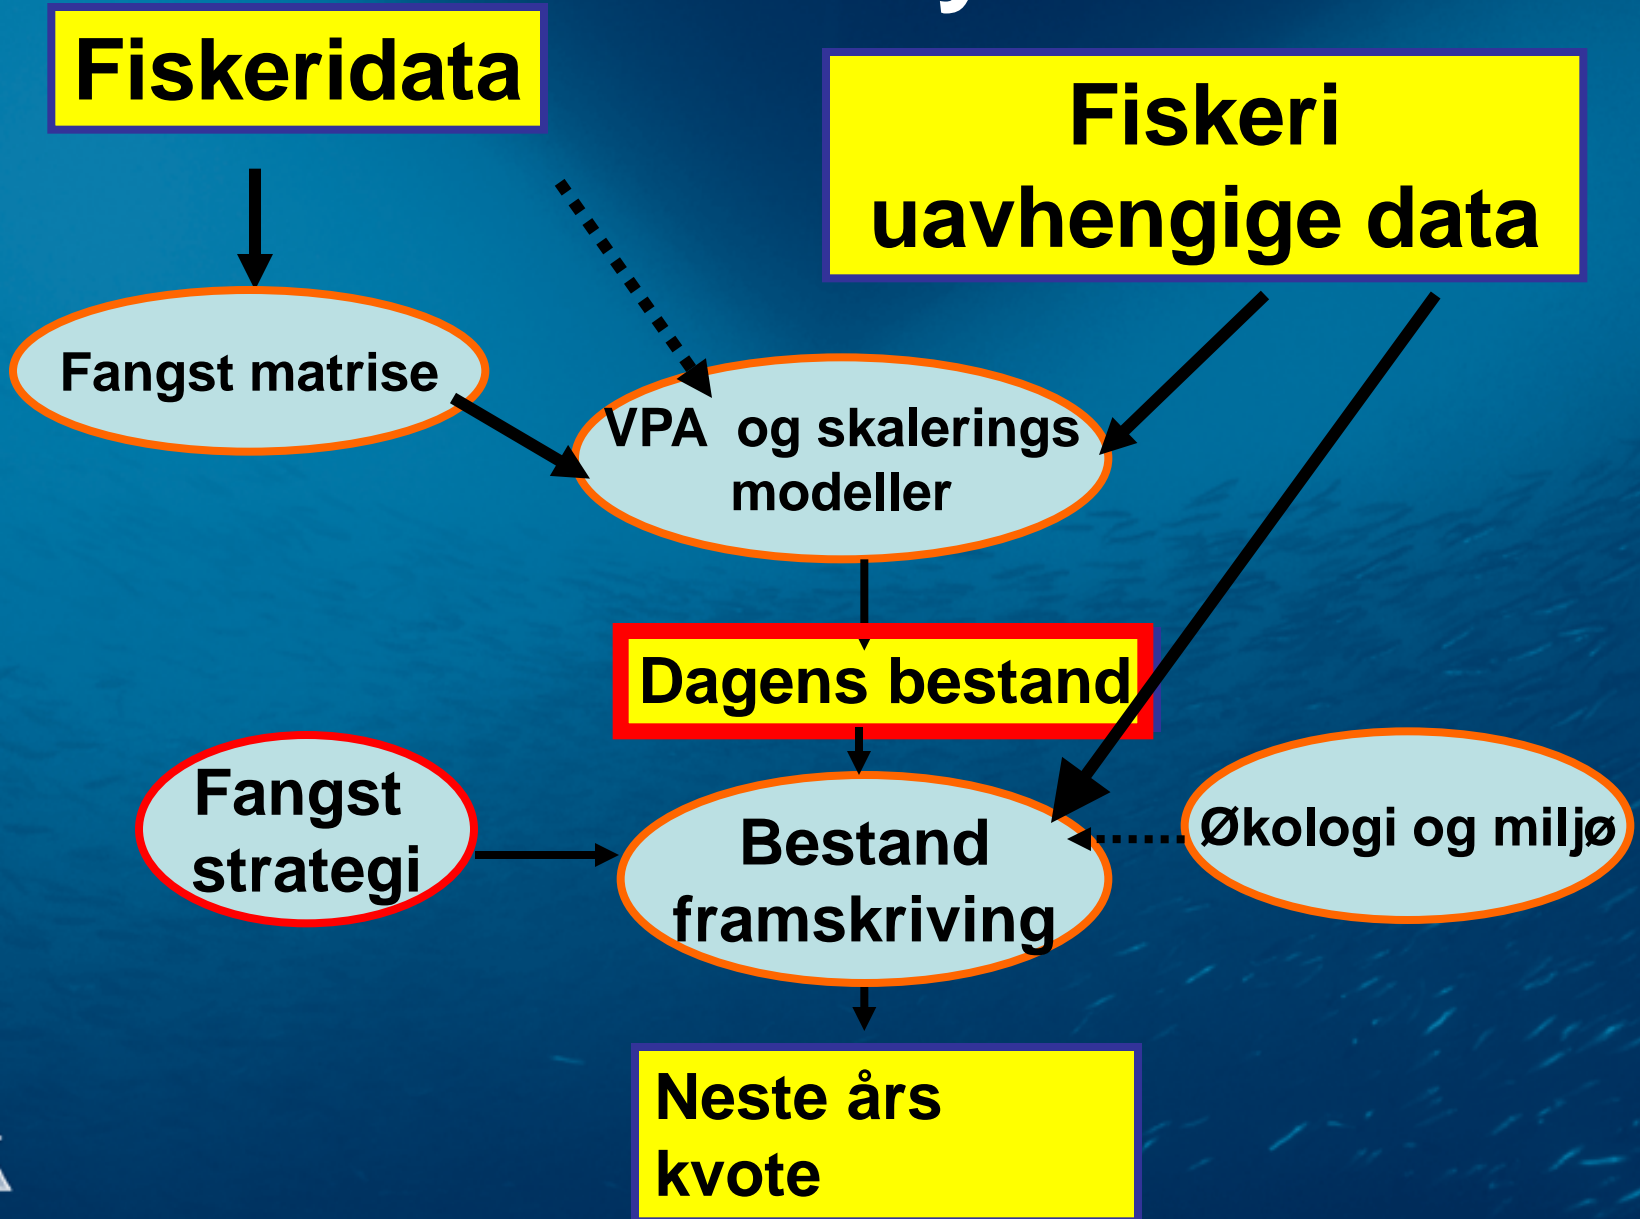 Fiskeridata
Fiskeri
uavhengige data
Fangst matrise
VPA og skalerings
modeller
Dagens bestand
Fangst
strategi
Bestand
framskriving
Økologi og miljø
Neste års
kvote